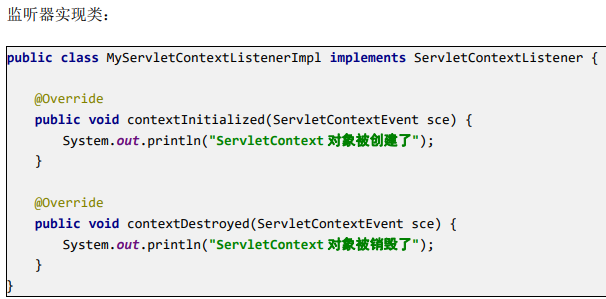 监听器实现类：
public class MyServletContextListenerImpl implements ServletContextListener {
@Override
public void contextInitialized(ServletContextEvent sce) {
System.out.println("ServletContext 对象被创建了");
}
@Override
public void contextDestroyed(ServletContextEvent sce) {
System.out.println("ServletContext 对象被销毁了");
}
}